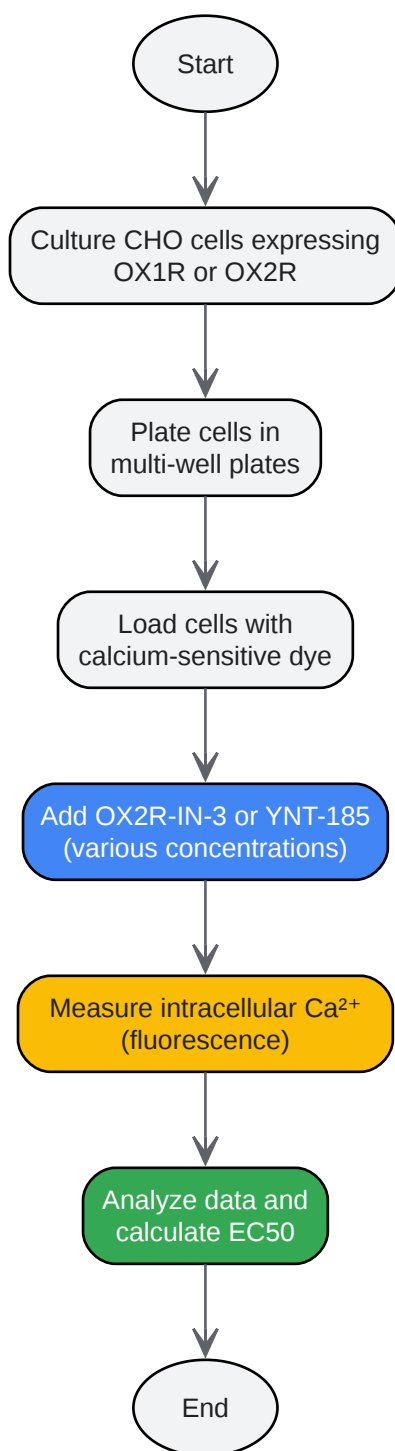 Start
Culture CHO cells expressing
OX1R or OX2R
Plate cells in
multi-well plates
Load cells with
calcium-sensitive dye
Add OX2R-IN-3 or YNT-185
(various concentrations)
Measure intracellular Ca²⁺
(fluorescence)
Analyze data and
calculate EC50
End